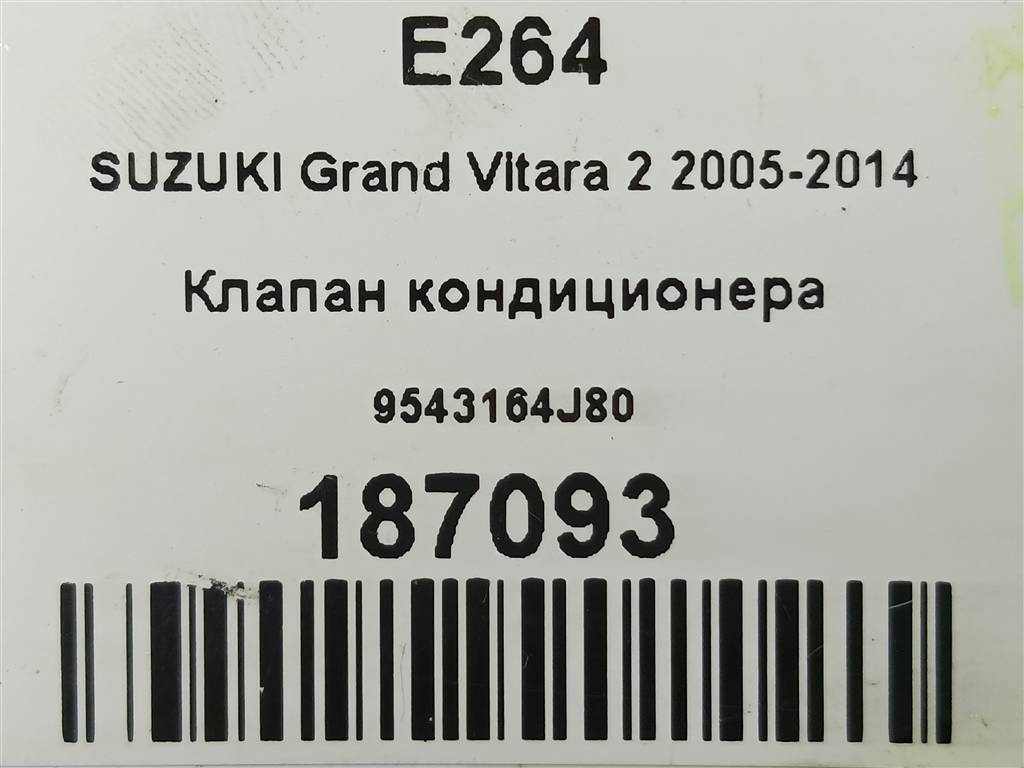 E264
SUZUKI Grand Vitara 2 2005-2014
Клапан кондиционера
9543164J80
187093